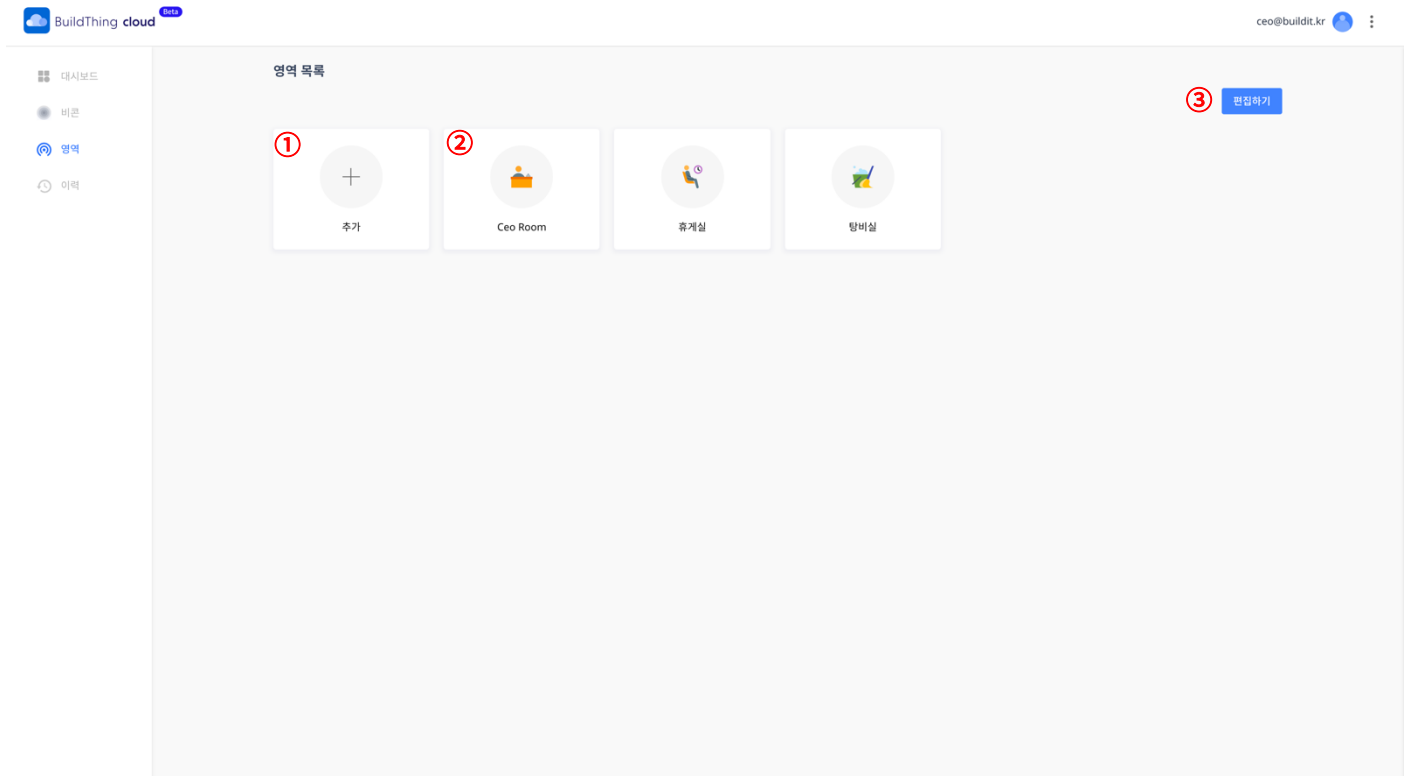 BuildThing cloud Beta
ceo@buildit.kr
대시보드
비콘
영역
이력
영역 목록
③ 편집하기
① ②
추가 Ceo Room 휴게실 탕비실